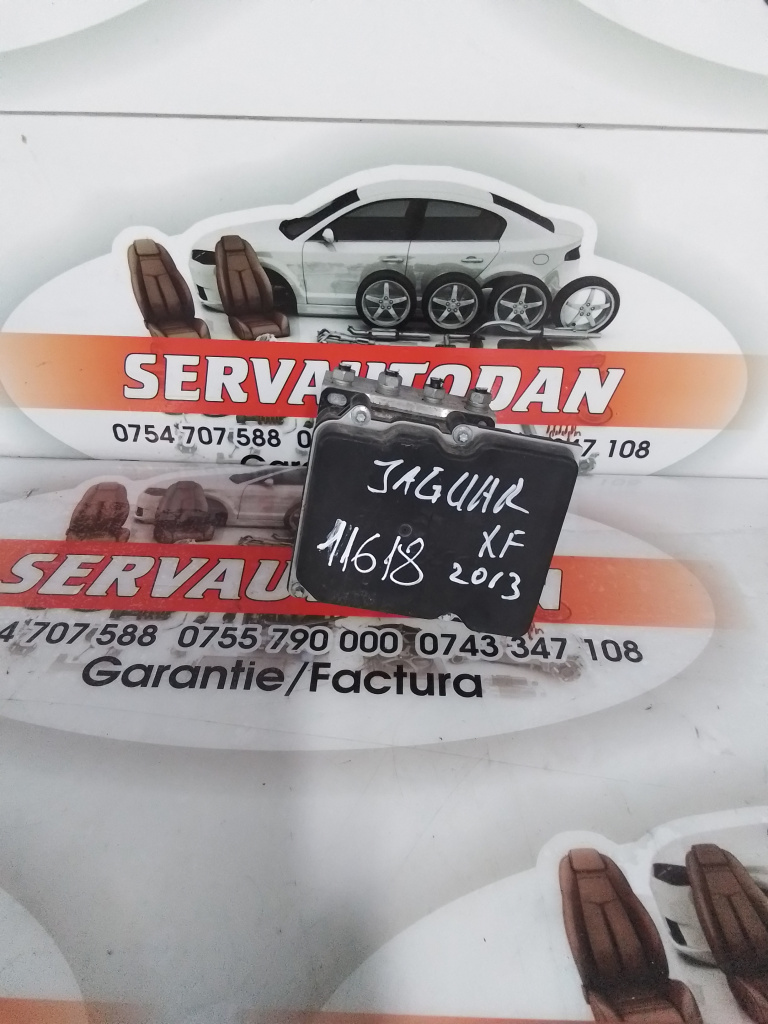 SERVAUTODAN
0754 707 588
47 108
JAGUAR
XF
11618 2013
SERVAU
4 707 588 0755 790 000 0743 347 108
Garantie/Factura